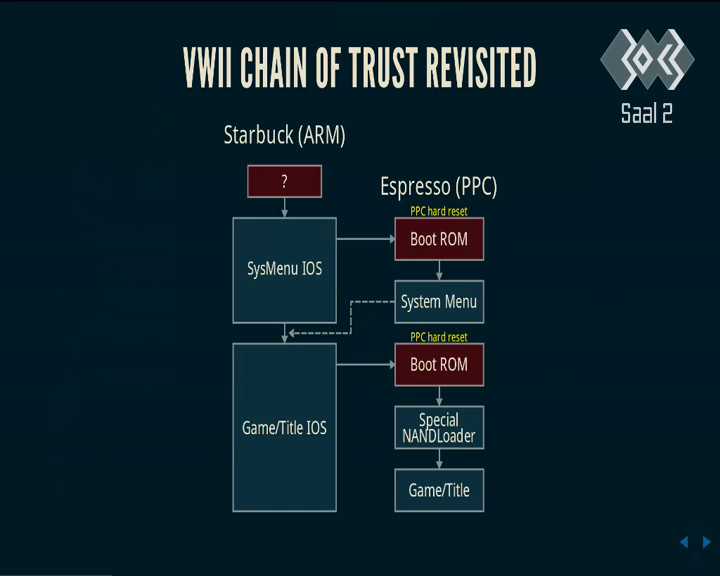 VWII CHAIN OF TRUST REVISITED
Saal 2
Starbuck (ARM)
?
Espresso (PPC)
PPC hard reset
Boot ROM
SysMenu IOS
System Menu
PPC hard reset
Boot ROM
Game/Title IOS
Special
NANDLoader
Game/Title